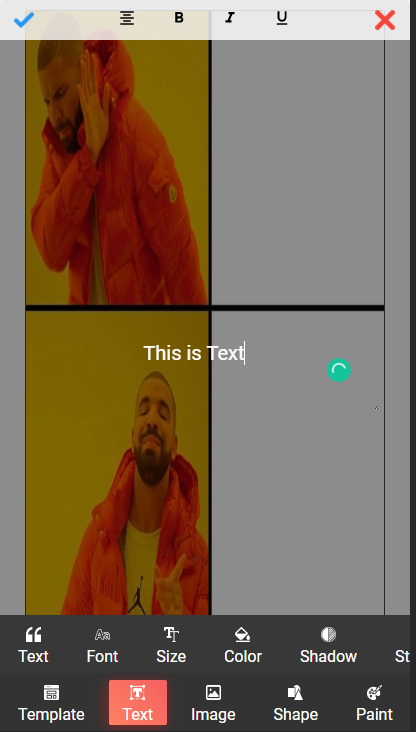 B I U
This is Text
Text Font Size Color Shadow St
Template Text Image Shape Paint